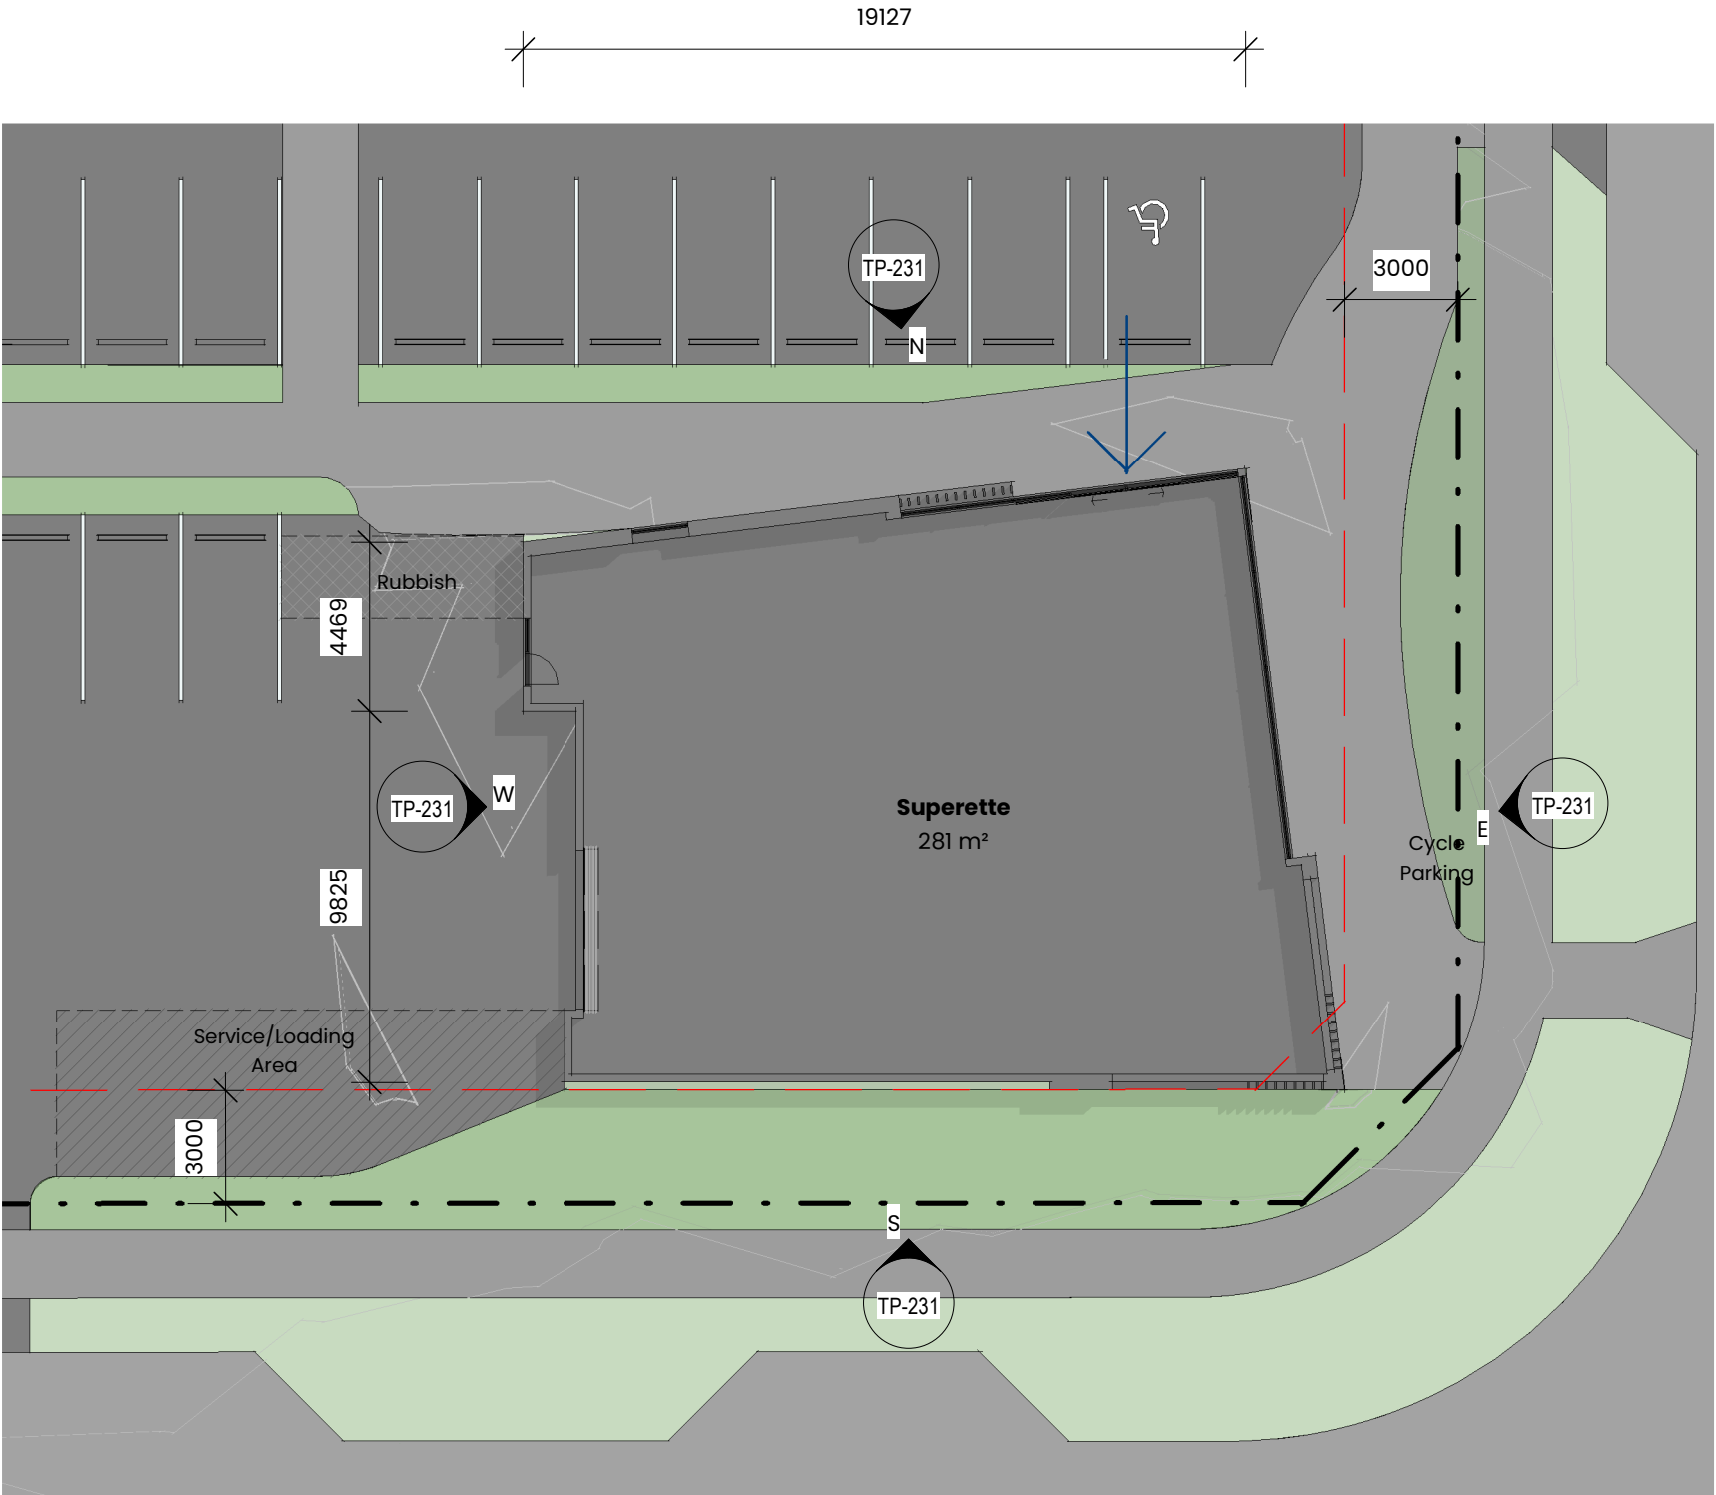 19127
TP-231
N
3000
Rubbish
4469
TP-231
W
Superette
281 m²
TP-231
E
Cycle
Parking
9825
Service/Loading
Area
3000
S
TP-231